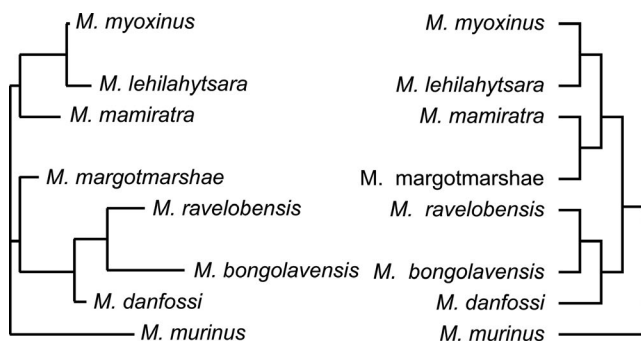 M. myoxinus M. myoxinus
M. lehilahytsara M. lehilahytsara
M. mamiratra M. mamiratra
M. margotmarshae M. margotmarshae
M. ravelobensis M. ravelobensis
M. bongolavensis M. bongolavensis
M. danfossi M. danfossi
M. murinus M. murinus